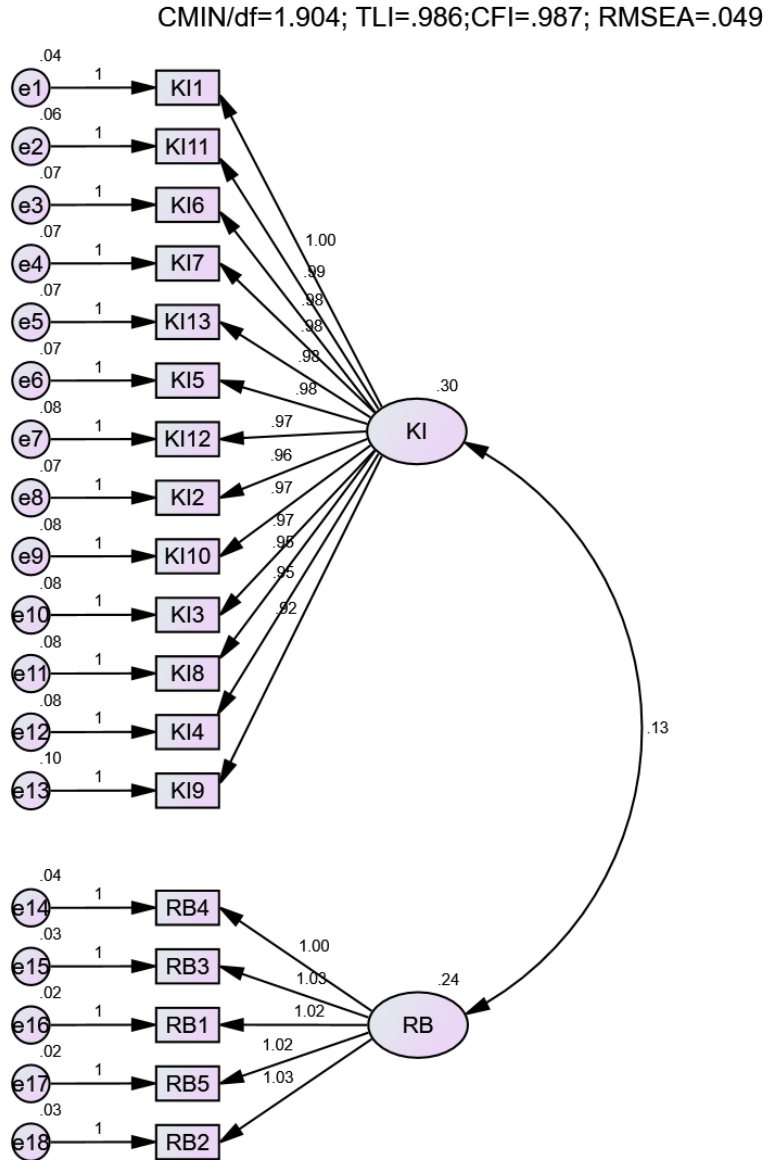 CMIN/df=1.904; TLI=.986;CFI=.987; RMSEA=.049
.04
e1 1 KI1
.06
e2 1 KI11
.07
e3 1 KI6
.07
e4 1 KI7
.07
e5 1 KI13
.07
e6 1 KI5
.08
e7 1 KI12
.07
e8 1 KI2
.08
e9 1 KI10
.08
e10 1 KI3
.08
e11 1 KI8
.08
e12 1 KI4
.10
e13 1 KI9
1.00
.99
.98
.98
.98
.98
.97
.96
.97
.97
.95
.95
.92
.30
KI
.13
.04
e14 1 RB4
.03
e15 1 RB3
.02
e16 1 RB1
.02
e17 1 RB5
.03
e18 1 RB2
1.00
1.03
1.02
1.02
1.03
.24
RB